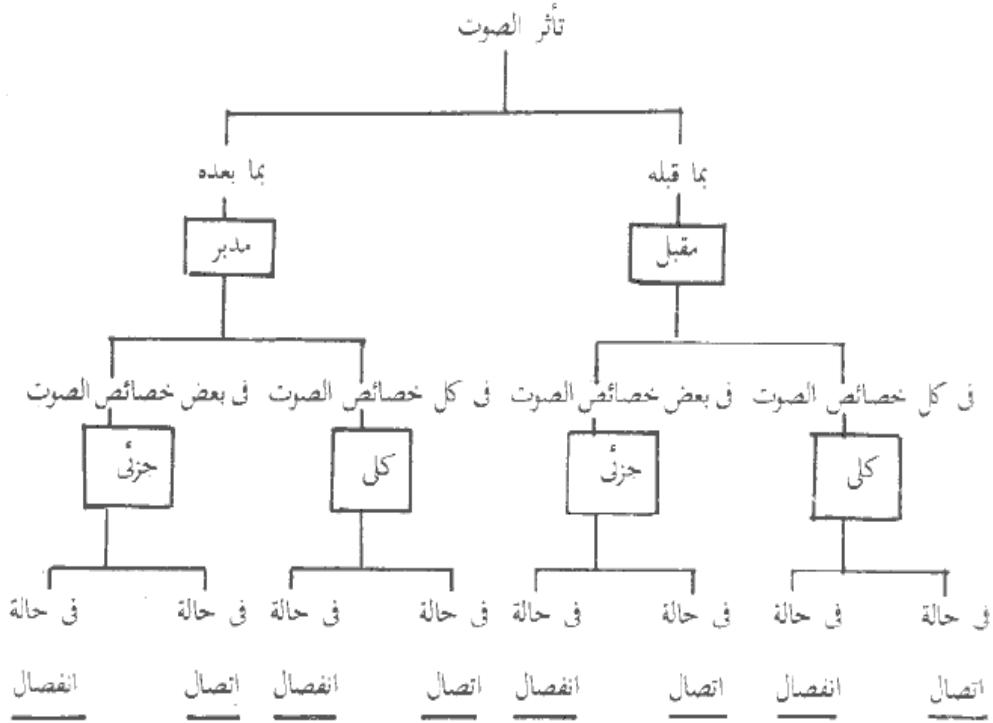 تأثر الصوت
بما قبله بما بعده
مقبل مدبر
فى كل خصائص الصوت فى بعض خصائص الصوت فى كل خصائص الصوت فى بعض خصائص الصوت
كلى جزئى كلى جزئى
فى حالة فى حالة فى حالة فى حالة فى حالة فى حالة فى حالة فى حالة
اتصال انفصال اتصال انفصال اتصال انفصال اتصال انفصال